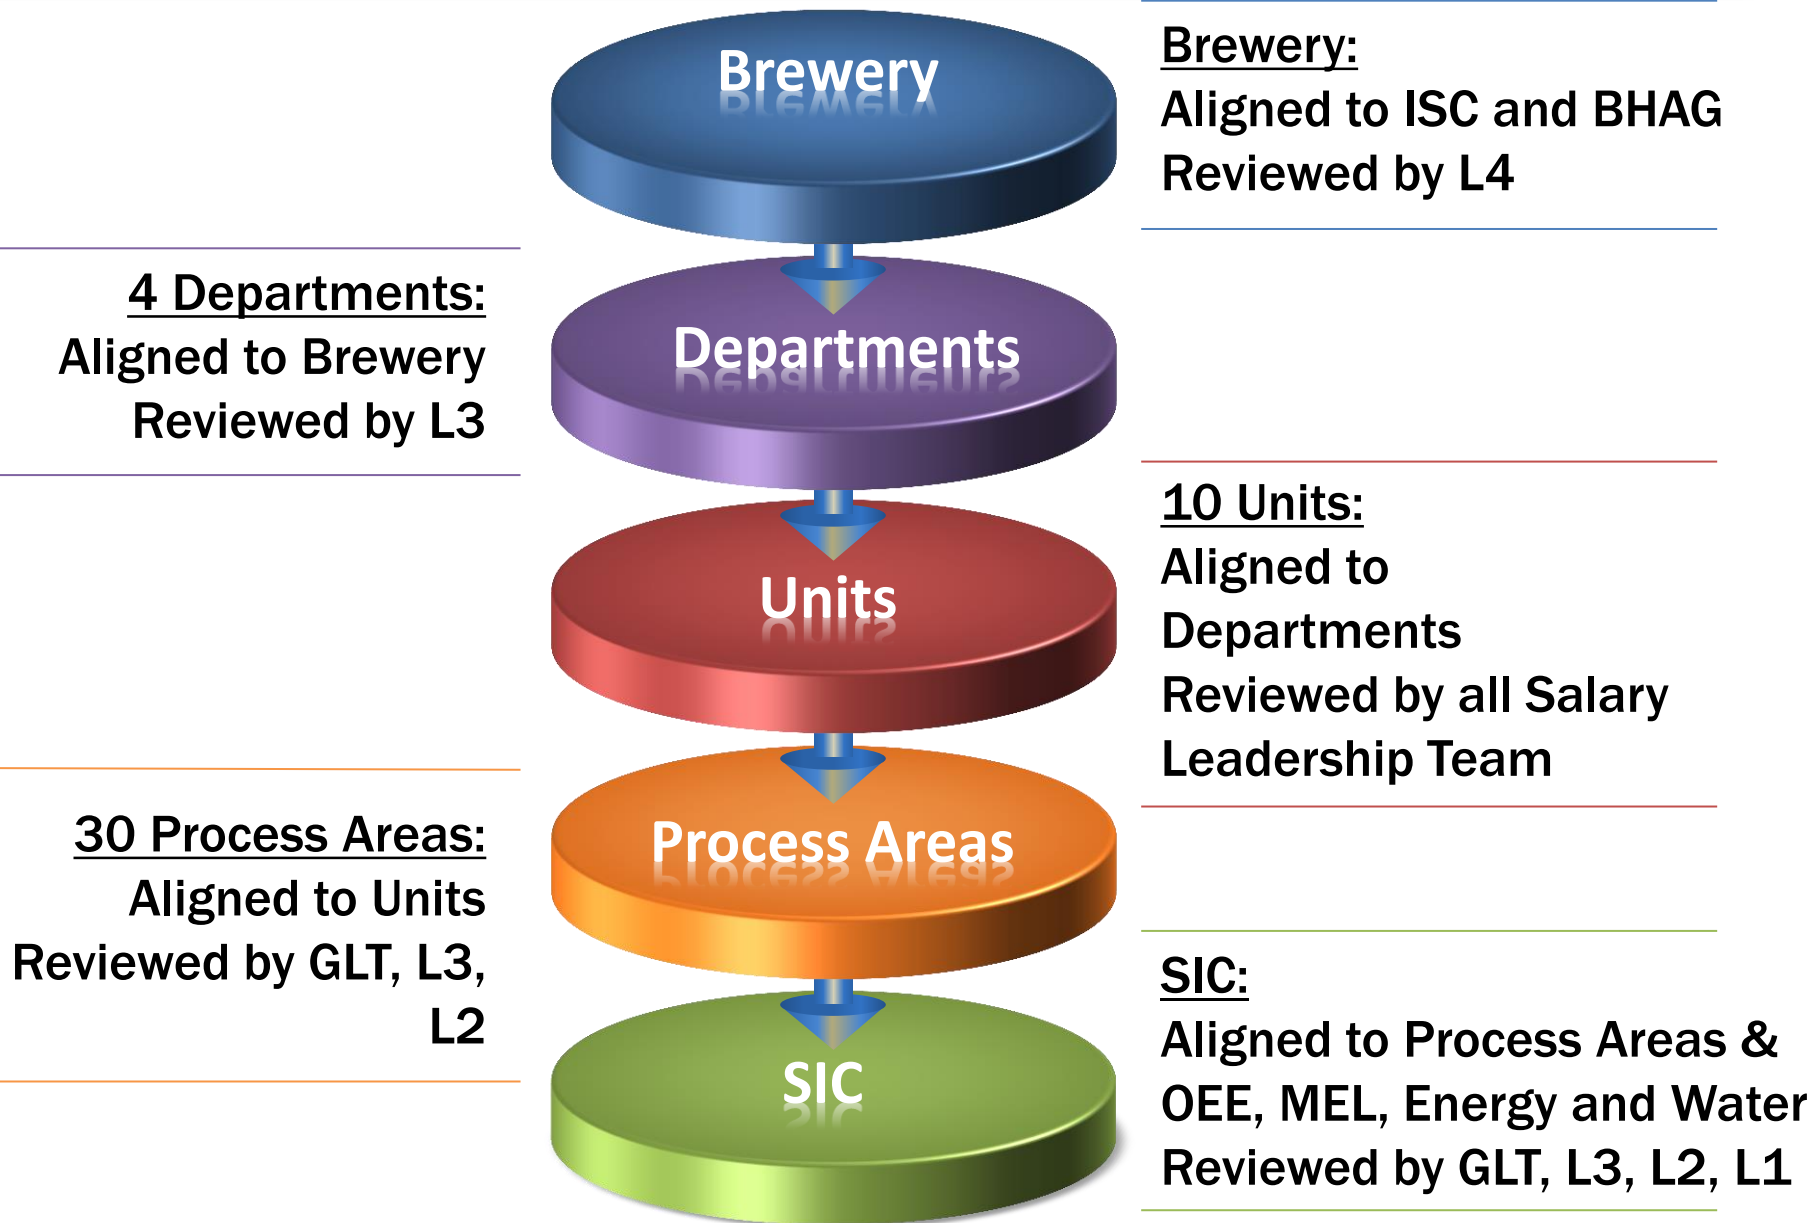 Brewery
Brewery:
Aligned to ISC and BHAG
Reviewed by L4
4 Departments:
Aligned to Brewery
Reviewed by L3
Departments
10 Units:
Aligned to
Departments
Reviewed by all Salary
Leadership Team
Units
30 Process Areas:
Aligned to Units
Reviewed by GLT, L3,
L2
Process Areas
SIC:
Aligned to Process Areas &
OEE, MEL, Energy and Water
Reviewed by GLT, L3, L2, L1
SIC